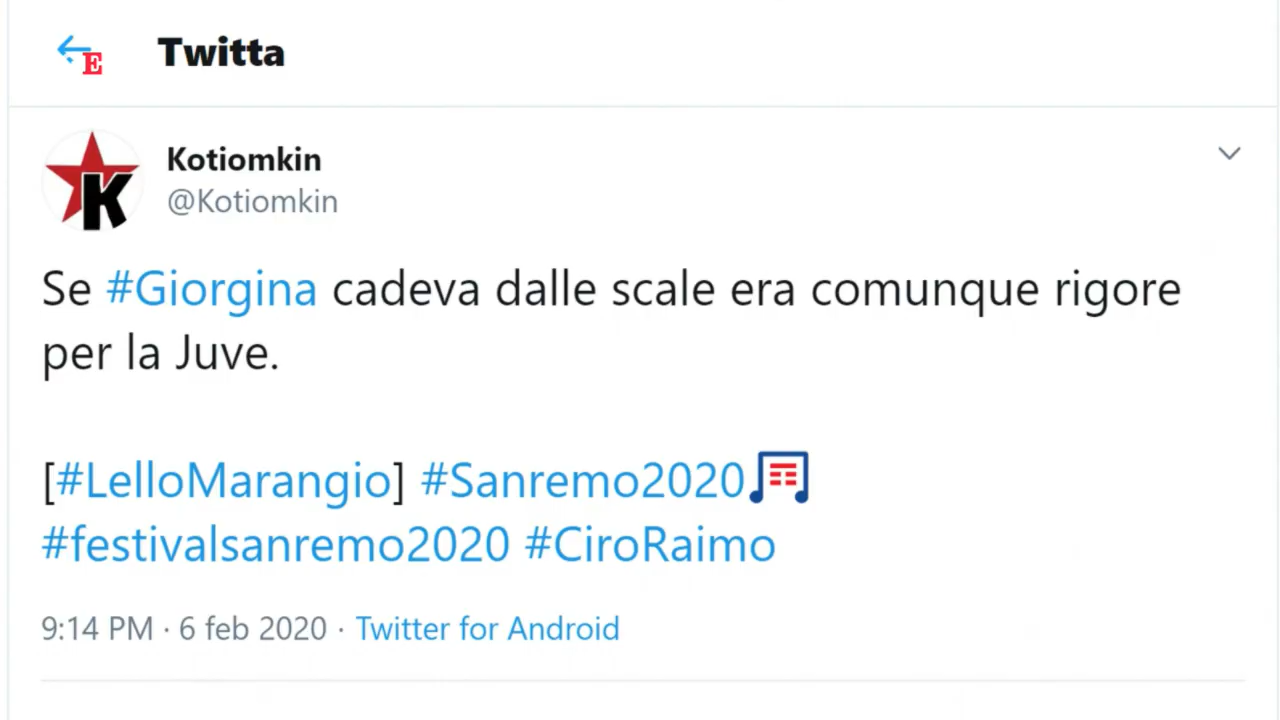 E
Twitta
K
Kotiomkin
@Kotiomkin
Se #Giorgina cadeva dalle scale era comunque rigore
per la Juve.
[#LelloMarangio] #Sanremo2020
#festivalsanremo2020 #CiroRaimo
9:14 PM · 6 feb 2020 · Twitter for Android